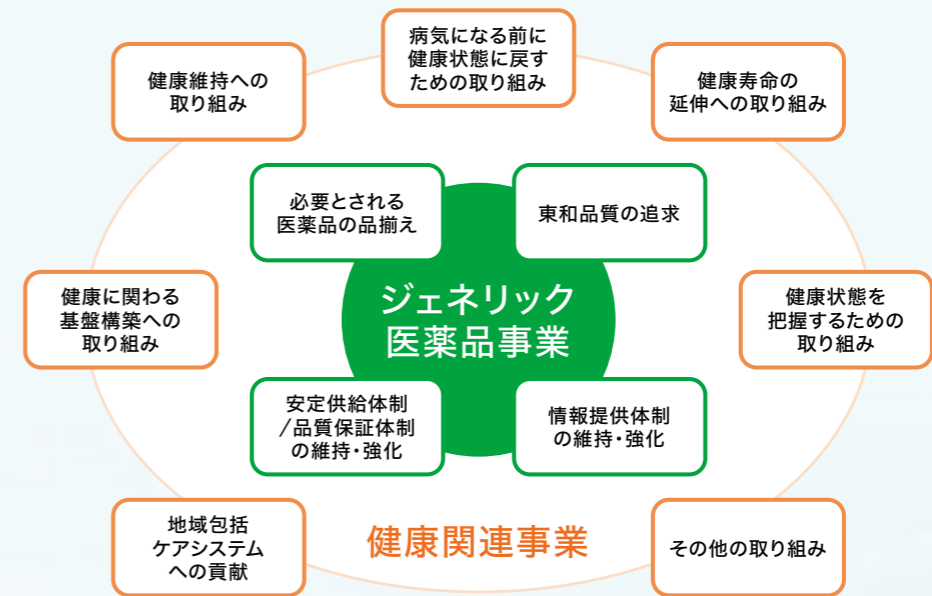 病気になる前に
健康状態に戻す
ための取り組み
健康維持への
取り組み
健康寿命の
延伸への取り組み
必要とされる
医薬品の品揃え
東和品質の追求
ジェネリック
医薬品事業
健康に関わる
基盤構築への
取り組み
健康状態を
把握するための
取り組み
安定供給体制
/品質保証体制
の維持・強化
情報提供体制
の維持・強化
地域包括
ケアシステム
への貢献
健康関連事業
その他の取り組み